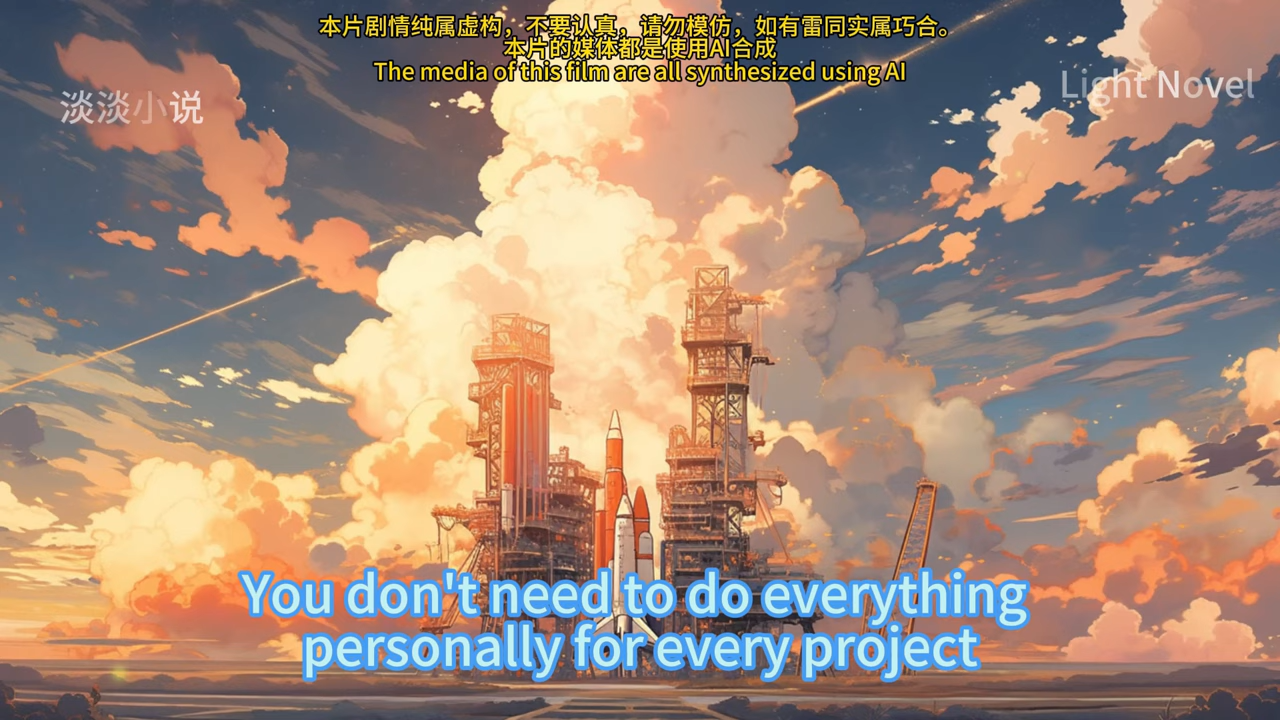 本片剧情纯属虚构，不要认真，请勿模仿，如有雷同实属巧合。
本片的媒体都是使用AI合成
The media of this film are all synthesized using AI
淡淡小说
Light Novel
You don't need to do everything
personally for every project